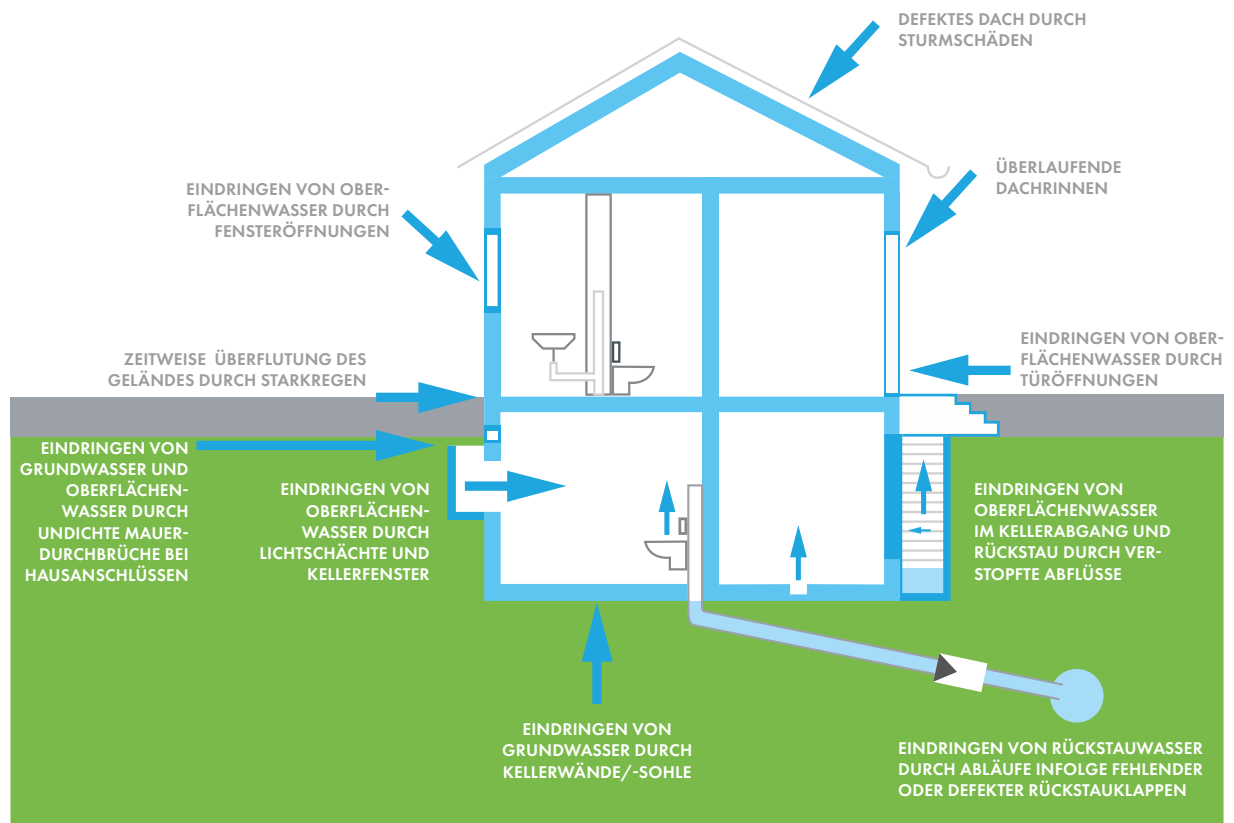 DEFEKTES DACH DURCH
STURMSCHÄDEN
ÜBERLAUFENDE
DACHRINNEN
EINDRINGEN VON OBER-
FLÄCHENWASSER DURCH
FENSTERÖFFNUNGEN
ZEITWEISE ÜBERFLUTUNG DES
GELÄNDES DURCH STARKREGEN
EINDRINGEN VON OBER-
FLÄCHENWASSER DURCH
TÜRÖFFNUNGEN
EINDRINGEN VON
GRUNDWASSER UND
OBERFLÄCHEN-
WASSER DURCH
UNDICHTE MAUER-
DURCHBRÜCHE BEI
HAUSANSCHLÜSSEN
EINDRINGEN VON
OBERFLÄCHEN-
WASSER DURCH
LICHTSCHÄCHTE UND
KELLERFENSTER
EINDRINGEN VON
OBERFLÄCHENWASSER
IM KELLERABGANG UND
RÜCKSTAU DURCH VER-
STOPFTE ABFLÜSSE
EINDRINGEN VON
GRUNDWASSER DURCH
KELLERWÄNDE/-SOHLE
EINDRINGEN VON RÜCKSTAUWASSER
DURCH ABLÄUFE INFOLGE FEHLENDER
ODER DEFEKTER RÜCKSTAUKLAPPEN